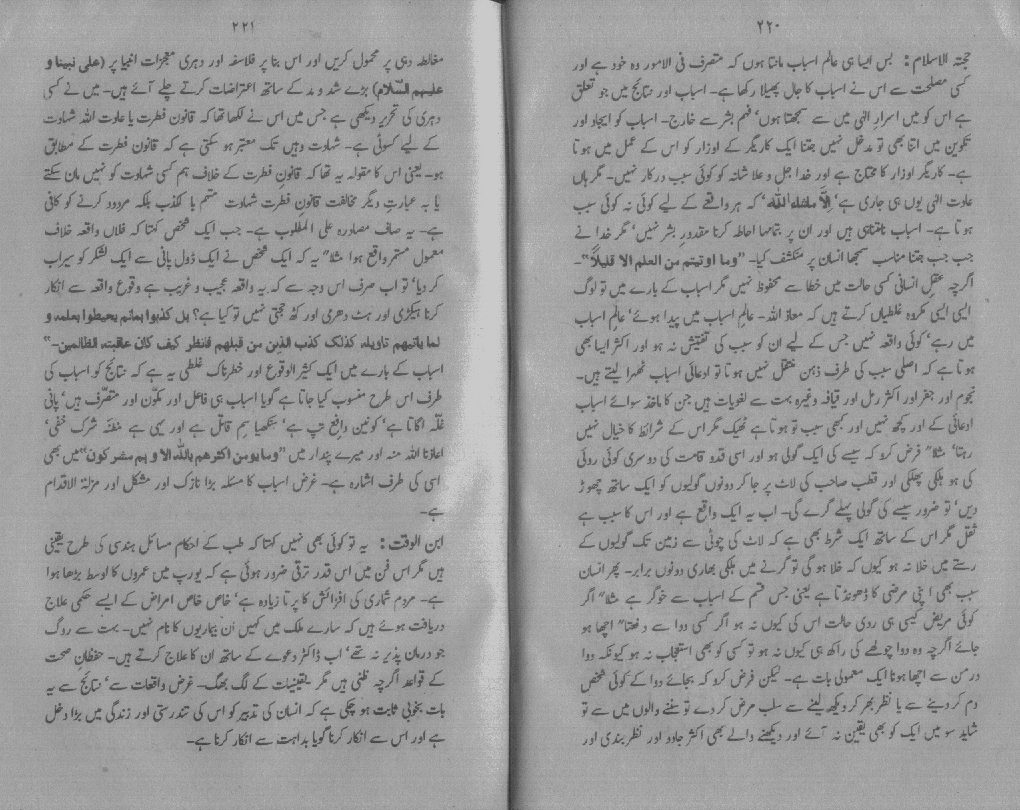 ۲۲۰
حجتہ الاسلام : بس ایسا ہی عالم اسباب مانتا ہوں کہ متصرف فی الامور وہ خود ہے اور
کسی مصلحت سے اس نے اسباب کا جال پھیلا رکھا ہے۔ اسباب اور نتائج میں جو تعلق
ہے اس کو میں اسرار الٰہی میں سے سمجھتا ہوں' فہم بشر سے خارج۔ اسباب کو ایجاد اور
تکوین میں اتنا بھی تو مدخل نہیں جتنا ایک کاریگر کے اوزار کو اس کے عمل میں ہوتا
ہے۔ کاریگر اوزار کا محتاج ہے اور خدا جل و علا شانہ کو کوئی سبب درکار نہیں۔ مگر ہاں
عادت الٰہی یوں ہی جاری ہے' اِلاَّ ماشاء اللہ' کہ ہر واقعے کے لیے کوئی نہ کوئی سبب
ہوتا ہے۔ اسباب نامتناہی ہیں اور ان پر بتمامہا احاطہ کرنا مقدورِ بشر نہیں' مگر خدا نے
جب جب جتنا مناسب سمجھا انسان پر منکشف کیا۔ "وما اوتیتم من العلم الا قلیلاً"۔
اگرچہ عقلِ انسانی کسی حالت میں خطا سے محفوظ نہیں مگر اسباب کے بارے میں تو لوگ
ایسی ایسی مکروہ غلطیاں کرتے ہیں کہ معاذ اللہ۔ عالمِ اسباب میں پیدا ہوئے' عالمِ اسباب
میں رہے' کوئی واقعہ نہیں جس کے لیے ان کو سبب کی تفتیش نہ ہو اور اکثر ایسا بھی
ہوتا ہے کہ اصلی سبب کی طرف ذہن منتقل نہیں ہوتا تو ادعائی اسباب ٹھہرا لیتے ہیں۔
نجوم اور جفر اور اکثر رمل اور قیافہ وغیرہ بہت سے لغویات ہیں جن کا ماخذ سوائے اسباب
ادعائی کے اور کچھ نہیں اور کبھی سبب تو ہوتا ہے ٹھیک مگر اس کے شرائط کا خیال نہیں
رہتا' مثلا" فرض کرو کہ سیسے کی ایک گولی ہو اور اسی قد و قامت کی دوسری کوئی روئی
کی ہو ہلکی پھلکی اور قطب صاحب کی لاٹ پر جا کر دونوں گولیوں کو ایک ساتھ چھوڑ
دیں' تو ضرور سیسے کی گولی پہلے گرے گی۔ اب یہ ایک واقع ہے اور اس کا سبب ہے
ثقل مگر اس کے ساتھ ایک شرط بھی ہے کہ لاٹ کی چوٹی سے زمین تک گولیوں کے
رستے میں خلا نہ ہو کیوں کہ خلا ہو گی تو گرنے میں ہلکی بھاری دونوں برابر۔ پھر انسان
سبب بھی اپنی مرضی کا ڈھونڈتا ہے یعنی جس قسم کے اسباب سے خوگر ہے مثلا" اگر
کوئی مریض کیسی ہی ردی حالت اس کی کیوں نہ ہو اگر کسی دوا سے دفعتا" اچھا ہو
جائے اگرچہ وہ دوا چولھے کی راکھ ہی کیوں نہ ہو تو کسی کو بھی استعجاب نہ ہو کیونکہ دوا
درمن سے اچھا ہونا ایک معمولی بات ہے۔ لیکن فرض کرو کہ بجائے دوا کے کوئی شخص
دم کر دینے سے یا نظر بھر کر دیکھ لینے سے سلب مرض کر دے تو سننے والوں میں سے تو
شاید سو میں ایک کو بھی یقین نہ آئے اور دیکھنے والے بھی اکثر جادو اور نظر بندی اور
۲۲۱
مغالطہ دہی پر محمول کریں اور اس بنا پر فلاسفہ اور دہری معجزات انبیا پر (علی نبینا و
علیہم السّلام) بڑے شد و مد کے ساتھ اعتراضات کرتے چلے آئے ہیں۔ میں نے کسی
دہری کی تحریر دیکھی ہے جس میں اس نے لکھا تھا کہ قانون فطرت یا عادت اللہ شہادت
کے لیے کسوٹی ہے۔ شہادت وہیں تک معتبر ہو سکتی ہے کہ قانون فطرت کے مطابق
ہو۔ یعنی اس کا مقولہ یہ تھا کہ قانون فطرت کے خلاف ہم کسی شہادت کو نہیں مان سکتے
یا بہ عبارتِ دیگر مخالفت قانونِ فطرت شہادت متہم یا کذب بلکہ مردود کرنے کو کافی
ہے۔ یہ صاف مصادرہ علی المطلوب ہے۔ جب ایک شخص کہتا کہ فلاں واقعہ خلاف
معمول مستمر واقع ہوا مثلا" یہ کہ ایک شخص نے ایک ڈول پانی سے ایک لشکر کو سیراب
کر دیا' تو اب صرف اس وجہ سے کہ یہ واقعہ عجیب و غریب ہے وقوع واقعہ سے انکار
کرنا ہیکڑی اور ہٹ دھری اور کٹھ حجتی نہیں تو کیا ہے؟ بل کذبوا بمالم یحیطوا بعلمہ و
لما یاتیہم تاویلہ کذلک کذب الذین من قبلھم فانظر کیف کان عاقبتہ الظالمین۔"
اسباب کے بارے میں ایک کثیر الوقوع اور خطرناک غلطی یہ ہے کہ نتائج کو اسباب کی
طرف اس طرح منسوب کیا جاتا ہے گویا اسباب ہی فاعل اور مکوّن اور متصرّف ہیں' پانی
غلّہ اگاتا ہے' کونین دافع تپ ہے' سنکھیا سم قاتل ہے اور یہی ہے مظنّہ شرک خفی'
اعاذنا اللہ منہ اور میرے پندار میں "وما یومن اکثرھم باللہ الا و ہم مشرکون" میں بھی
اسی کی طرف اشارہ ہے۔ غرض اسباب کا مسئلہ بڑا نازک اور مشکل اور مزلۃ الاقدام
ہے۔
ابن الوقت : یہ تو کوئی بھی نہیں کہتا کہ طب کے احکام مسائل ہندسی کی طرح یقینی
ہیں مگر اس فن میں اس قدر ترقی ضرور ہوئی ہے کہ یورپ میں عمروں کا اوسط بڑھا ہوا
ہے۔ مردم شماری کی افزائش کا پرتا زیادہ ہے' خاص خاص امراض کے ایسے حکمی علاج
دریافت ہوئے ہیں کہ سارے ملک میں کہیں ان بیماریوں کا نام نہیں۔ بہت سے روگ
جو درمان پذیر نہ تھے' اب ڈاکٹر دعوے کے ساتھ ان کا علاج کرتے ہیں۔ حفظانِ صحت
کے قواعد اگرچہ ظنی ہیں مگر یقینیات کے لگ بھگ۔ غرض واقعات سے' نتائج سے یہ
بات بخوبی ثابت ہو چکی ہے کہ انسان کی تدبیر کو اس کی تندرستی اور زندگی میں بڑا دخل
ہے اور اس سے انکار کرنا گویا بداہت سے انکار کرنا ہے۔